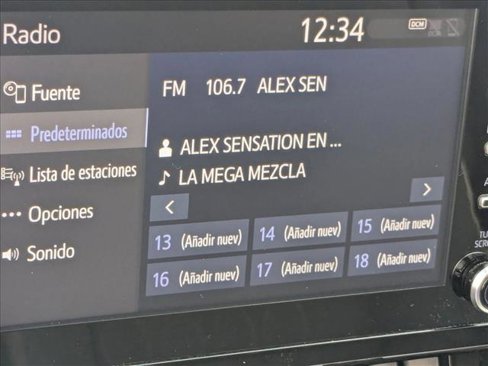 Radio
12:34
DCM
Fuente
Predeterminados
Lista de estaciones
Opciones
Sonido
FM 106.7 ALEX SEN
ALEX SENSATION EN ...
LA MEGA MEZCLA
<
>
13 (Añadir nuev) 14 (Añadir nuev) 15 (Añadir nuev)
16 (Añadir nuev) 17 (Añadir nuev) 18 (Añadir nuev)
TU
SCR